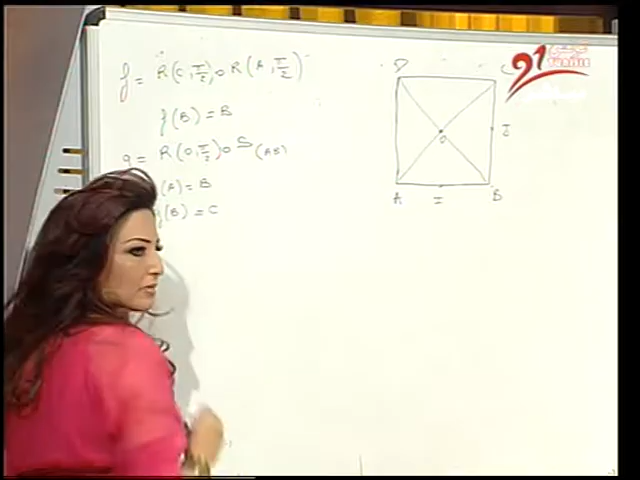 f = R(O, π/2) o R(A, π/2)
f(B) = B
g = R(O, π/2) o S(AB)
(A) = B
g(B) = C
D
C
O
J
A
I
B